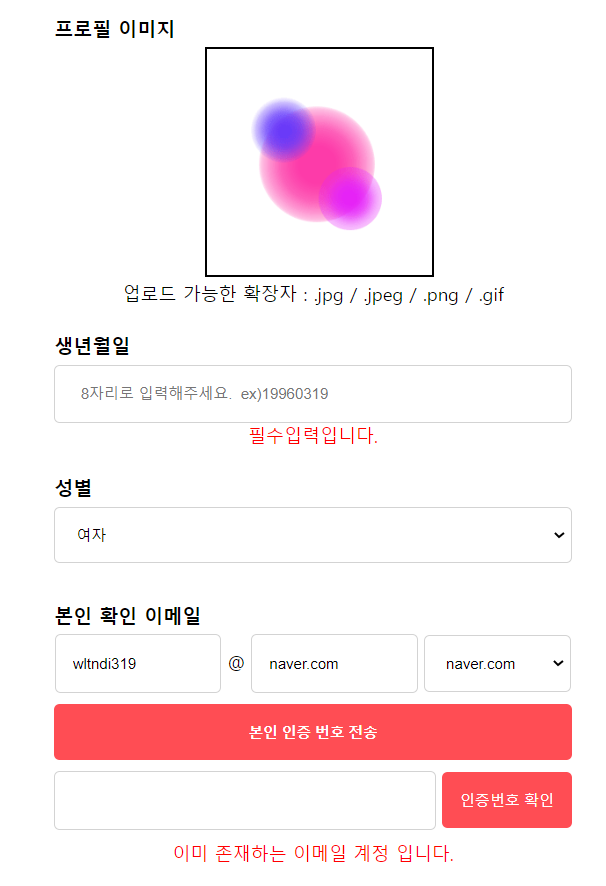 프로필 이미지
업로드 가능한 확장자 : .jpg / .jpeg / .png / .gif
생년월일
8자리로 입력해주세요. ex)19960319
필수입력입니다.
성별
여자
본인 확인 이메일
wltndi319 @ naver.com naver.com
본인 인증 번호 전송
인증번호 확인
이미 존재하는 이메일 계정 입니다.